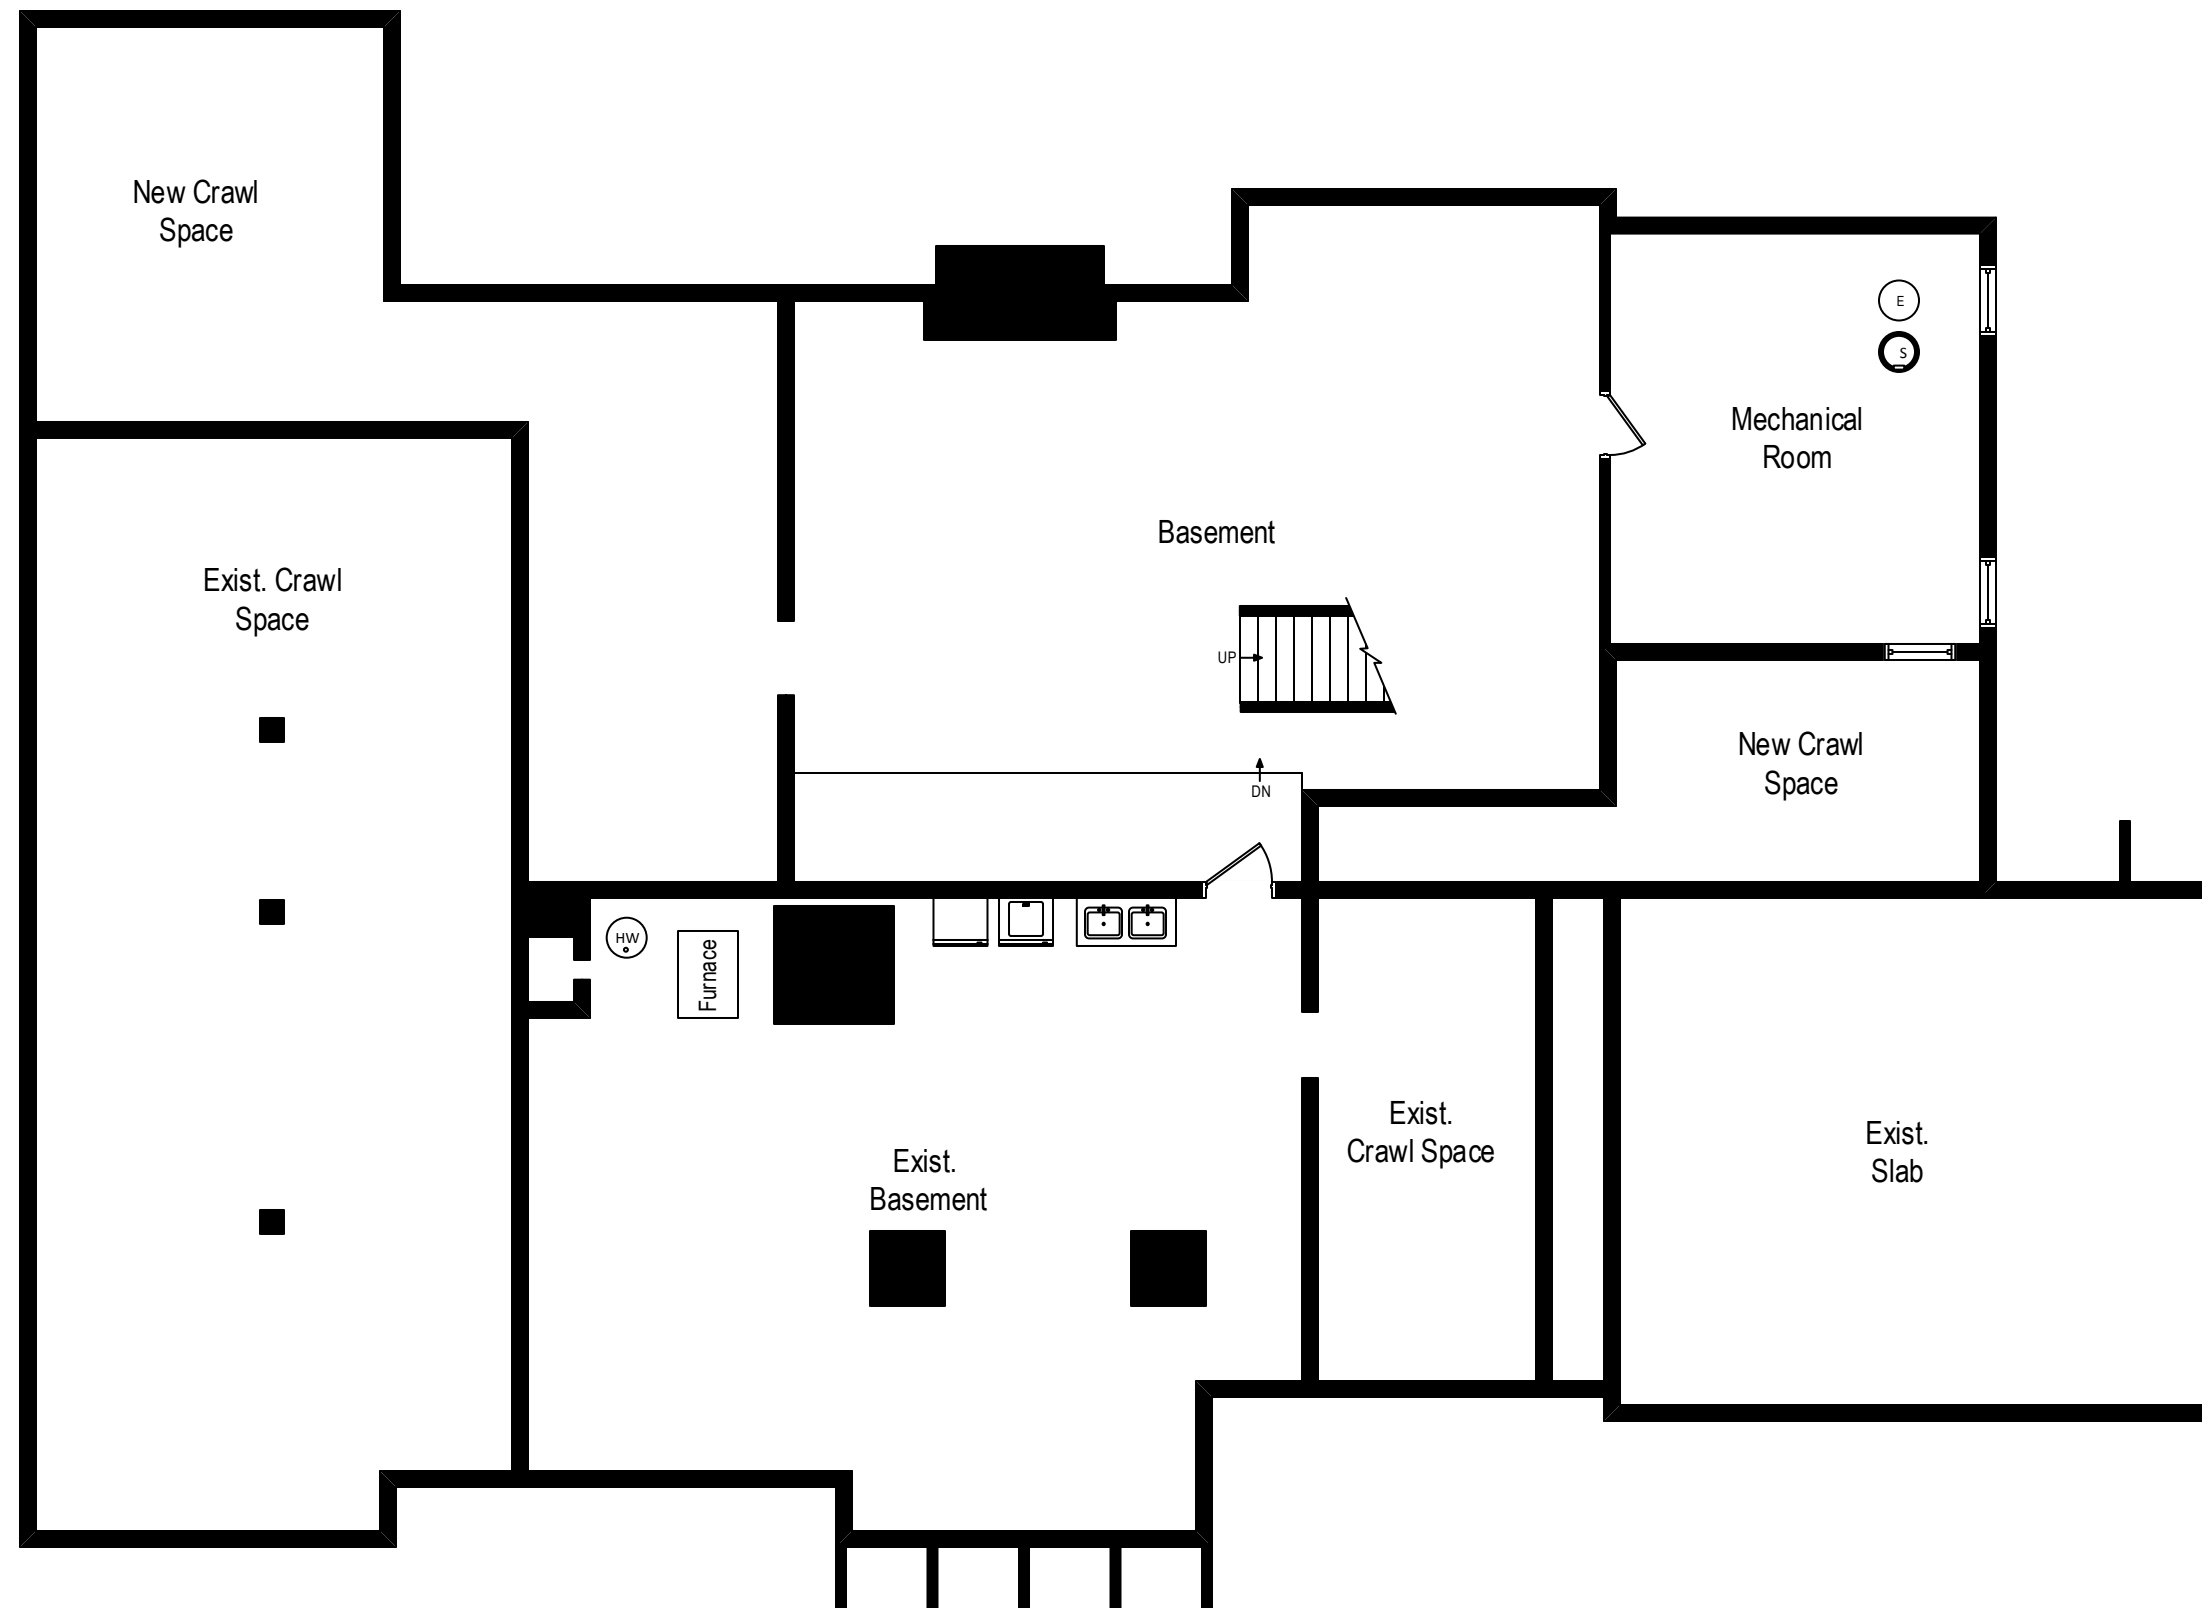 New Crawl
Space
E
S
Mechanical
Room
Basement
Exist. Crawl
Space
UP
New Crawl
Space
DN
HW
Furnace
Exist.
Crawl Space
Exist.
Slab
Exist.
Basement